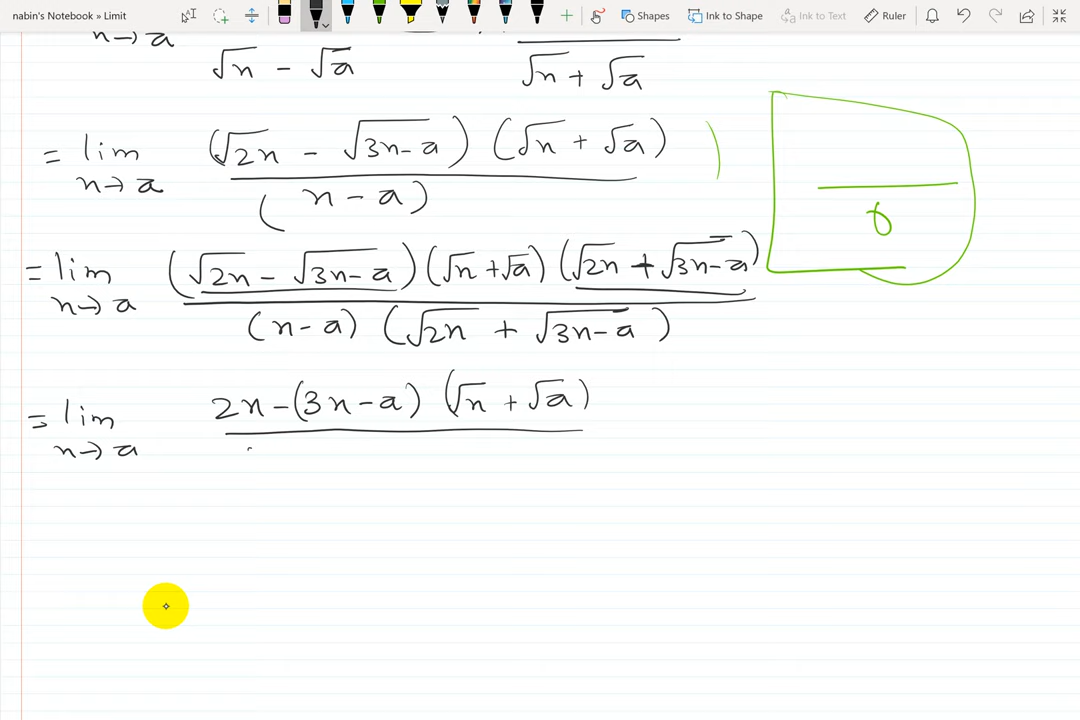 nabin's Notebook » Limit
Shapes
Ink to Shape
Ink to Text
Ruler
n→a
√n - √a
√n + √a
= lim n→a (√2n - √3n-a) (√n + √a) )
( n - a)
6
= lim n→a (√2n - √3n-a) (√n + √a) (√2n + √3n-a)
(n-a) (√2n + √3n-a )
= lim n→a 2n-(3n-a) (√n + √a)